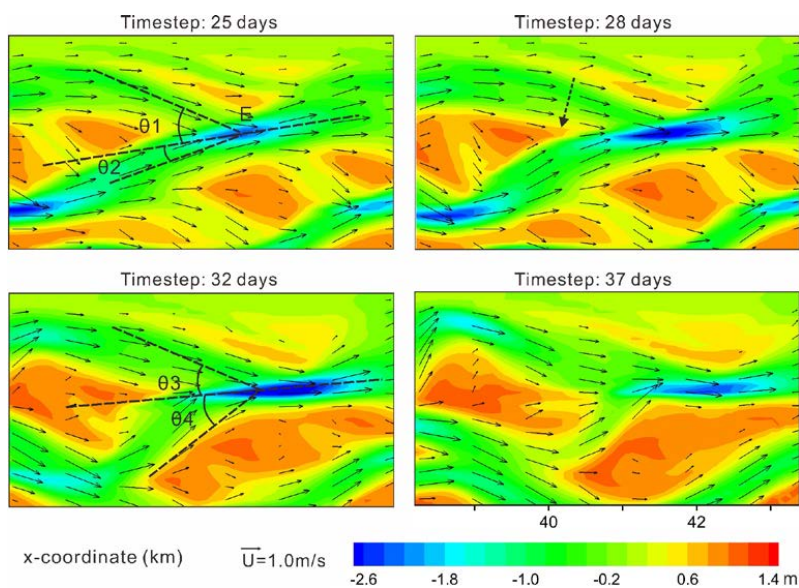 Timestep: 25 days
Timestep: 28 days
θ1
E
θ2
Timestep: 32 days
Timestep: 37 days
θ3
θ4
40 42
x-coordinate (km) U=1.0m/s
-2.6 -1.8 -1.0 -0.2 0.6 1.4 m